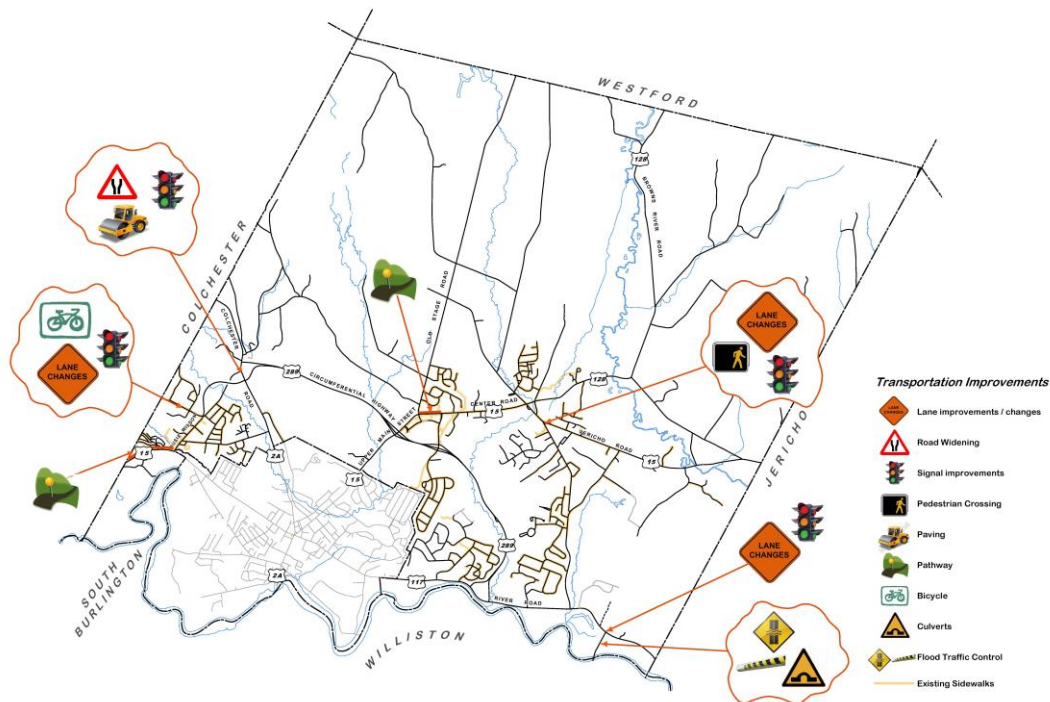 WESTFORD
128
BROWNS RIVER ROAD
COLCHESTER
OLD STAGE ROAD
COLCHESTER
ROAD
LANE
CHANGES
LANE
CHANGES
289
CIRCUMFERENTIAL HIGHWAY
128
CENTER ROAD
15
UPPER MAIN STREET
JERICHO ROAD
15
15
2A
15
JERICHO
289
LANE
CHANGES
2A
117
RIVER ROAD
SOUTH
BURLINGTON
WILLISTON
Transportation Improvements
LANE
CHANGES
Lane improvements / changes
Road Widening
Signal improvements
Pedestrian Crossing
Paving
Pathway
Bicycle
Culverts
Flood Traffic Control
Existing Sidewalks